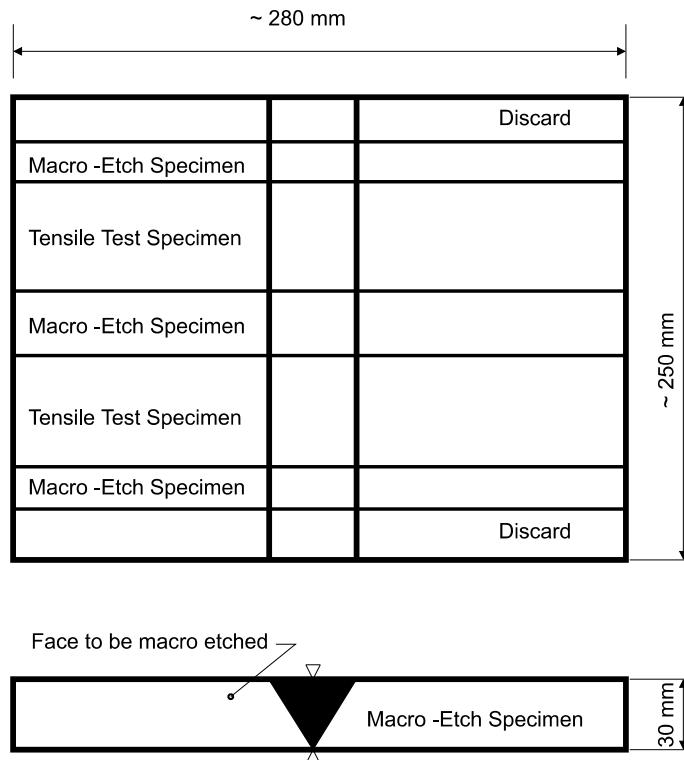 ~ 280 mm
Discard
Macro -Etch Specimen
Tensile Test Specimen
Macro -Etch Specimen
~ 250 mm
Tensile Test Specimen
Macro -Etch Specimen
Discard
Face to be macro etched
Macro -Etch Specimen
30 mm